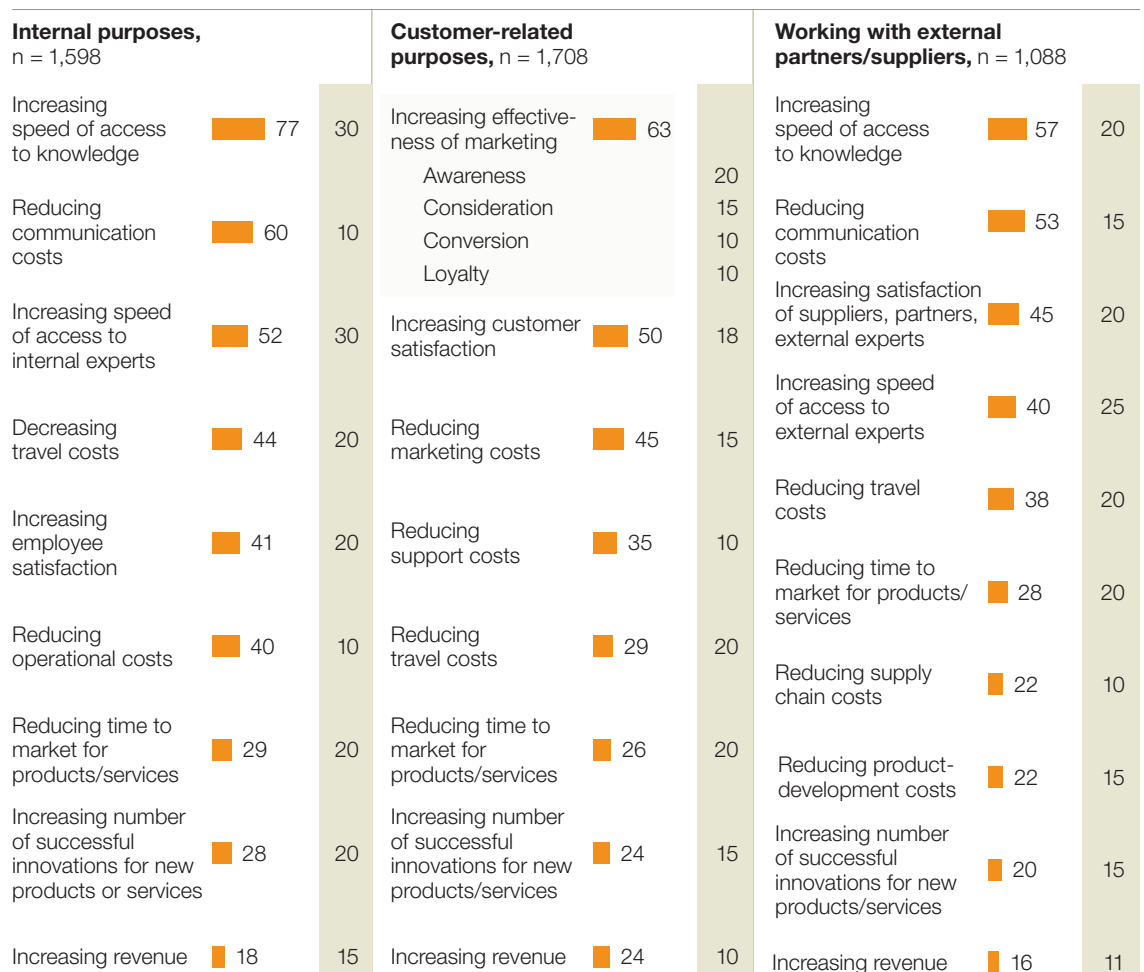 Internal purposes,
n = 1,598
Increasing
speed of access
to knowledge
77
30
Reducing
communication
costs
60
10
Increasing speed
of access to
internal experts
52
30
Decreasing
travel costs
44
20
Increasing
employee
satisfaction
41
20
Reducing
operational costs
40
10
Reducing time to
market for
products/services
29
20
Increasing number
of successful
innovations for new
products or services
28
20
Increasing revenue
18
15
Customer-related
purposes, n = 1,708
Increasing effective-
ness of marketing
63
Awareness
20
Consideration
15
Conversion
10
Loyalty
10
Increasing customer
satisfaction
50
18
Reducing
marketing costs
45
15
Reducing
support costs
35
10
Reducing
travel costs
29
20
Reducing time to
market for
products/services
26
20
Increasing number
of successful
innovations for new
products/services
24
15
Increasing revenue
24
10
Working with external
partners/suppliers, n = 1,088
Increasing
speed of access
to knowledge
57
20
Reducing
communication
costs
53
15
Increasing satisfaction
of suppliers, partners,
external experts
45
20
Increasing speed
of access to
external experts
40
25
Reducing travel
costs
38
20
Reducing time to
market for products/
services
28
20
Reducing supply
chain costs
22
10
Reducing product-
development costs
22
15
Increasing number
of successful
innovations for new
products/services
20
15
Increasing revenue
16
11